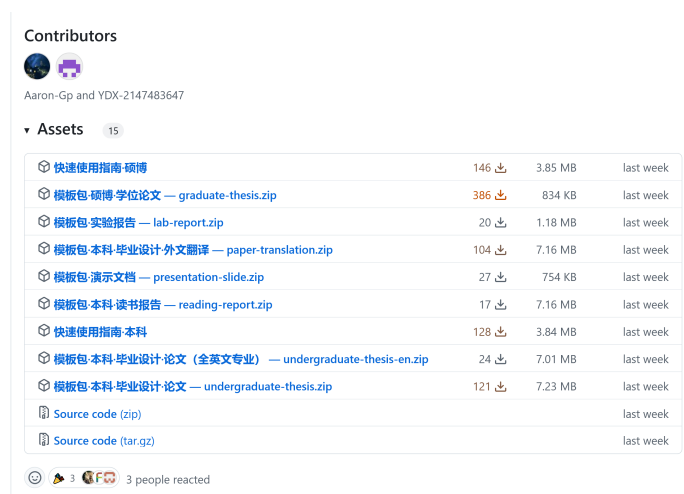 Contributors
Aaron-Gp and YDX-2147483647
▾ Assets 15
快速使用指南·硕博 146 3.85 MB last week
模板包·硕博·学位论文 — graduate-thesis.zip 386 834 KB last week
模板包·实验报告 — lab-report.zip 20 1.18 MB last week
模板包·本科·毕业设计·外文翻译 — paper-translation.zip 104 7.16 MB last week
模板包·演示文档 — presentation-slide.zip 27 754 KB last week
模板包·本科·读书报告 — reading-report.zip 17 7.16 MB last week
快速使用指南·本科 128 3.84 MB last week
模板包·本科·毕业设计·论文（全英文专业） — undergraduate-thesis-en.zip 24 7.01 MB last week
模板包·本科·毕业设计·论文 — undergraduate-thesis.zip 121 7.23 MB last week
Source code (zip) last week
Source code (tar.gz) last week
3 F 3 people reacted